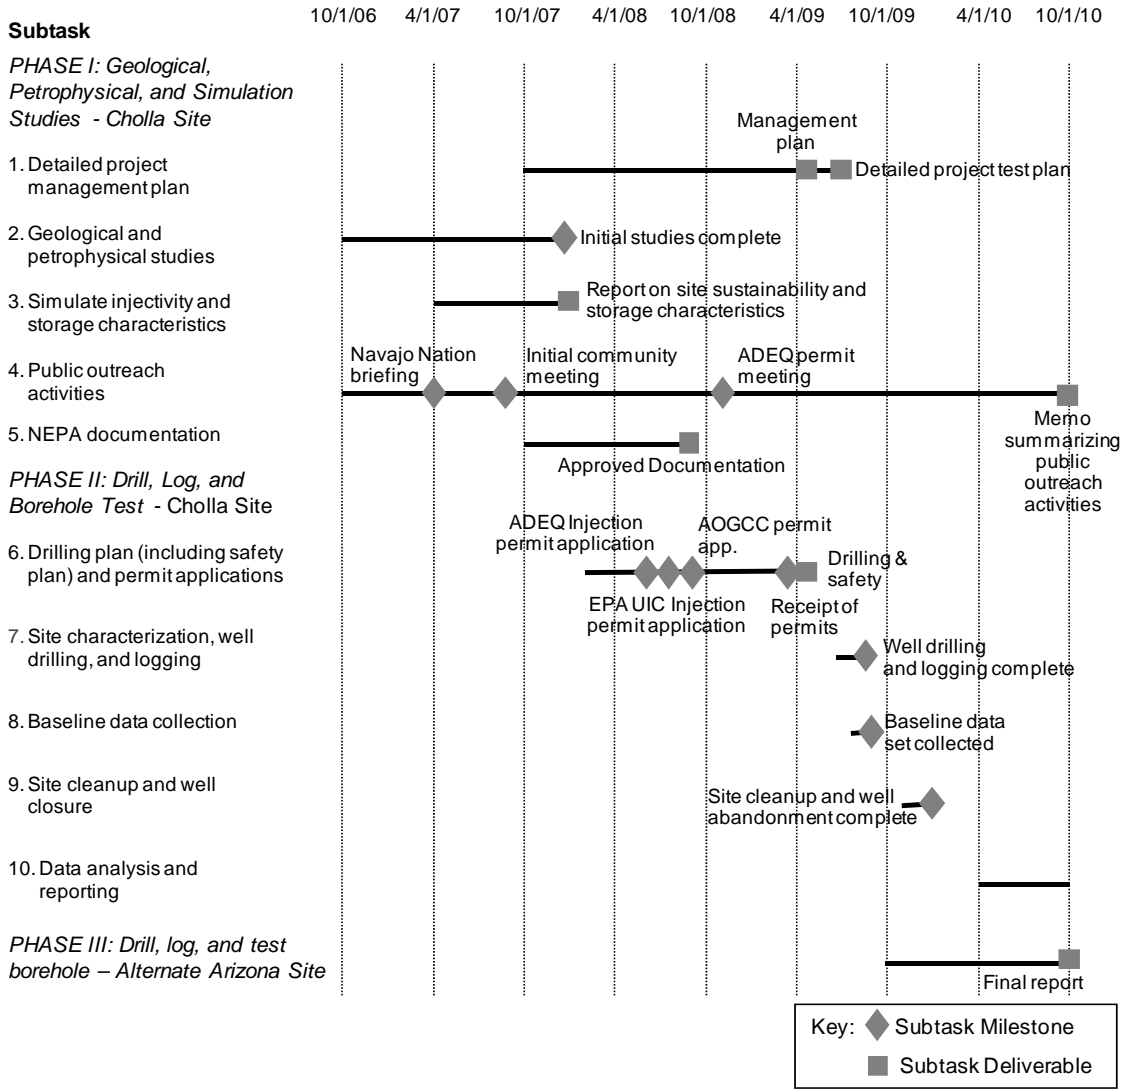 10/1/06 4/1/07 10/1/07 4/1/08 10/1/08 4/1/09 10/1/09 4/1/10 10/1/10
Subtask
PHASE I: Geological,
Petrophysical, and Simulation
Studies - Cholla Site
Management
plan
1. Detailed project
management plan
Detailed project test plan
2. Geological and
petrophysical studies
Initial studies complete
3. Simulate injectivity and
storage characteristics
Report on site sustainability and
storage characteristics
4. Public outreach
activities
Navajo Nation
briefing
Initial community
meeting
ADEQ permit
meeting
Memo
summarizing
public
outreach
activities
5. NEPA documentation
Approved Documentation
PHASE II: Drill, Log, and
Borehole Test - Cholla Site
ADEQ Injection
permit application
AOGCC permit
app.
6. Drilling plan (including safety
plan) and permit applications
Drilling &
safety
EPA UIC Injection
permit application
Receipt of
permits
7. Site characterization, well
drilling, and logging
Well drilling
and logging complete
8. Baseline data collection
Baseline data
set collected
9. Site cleanup and well
closure
Site cleanup and well
abandonment complete
10. Data analysis and
reporting
PHASE III: Drill, log, and test
borehole – Alternate Arizona Site
Final report
Key: Subtask Milestone
Subtask Deliverable